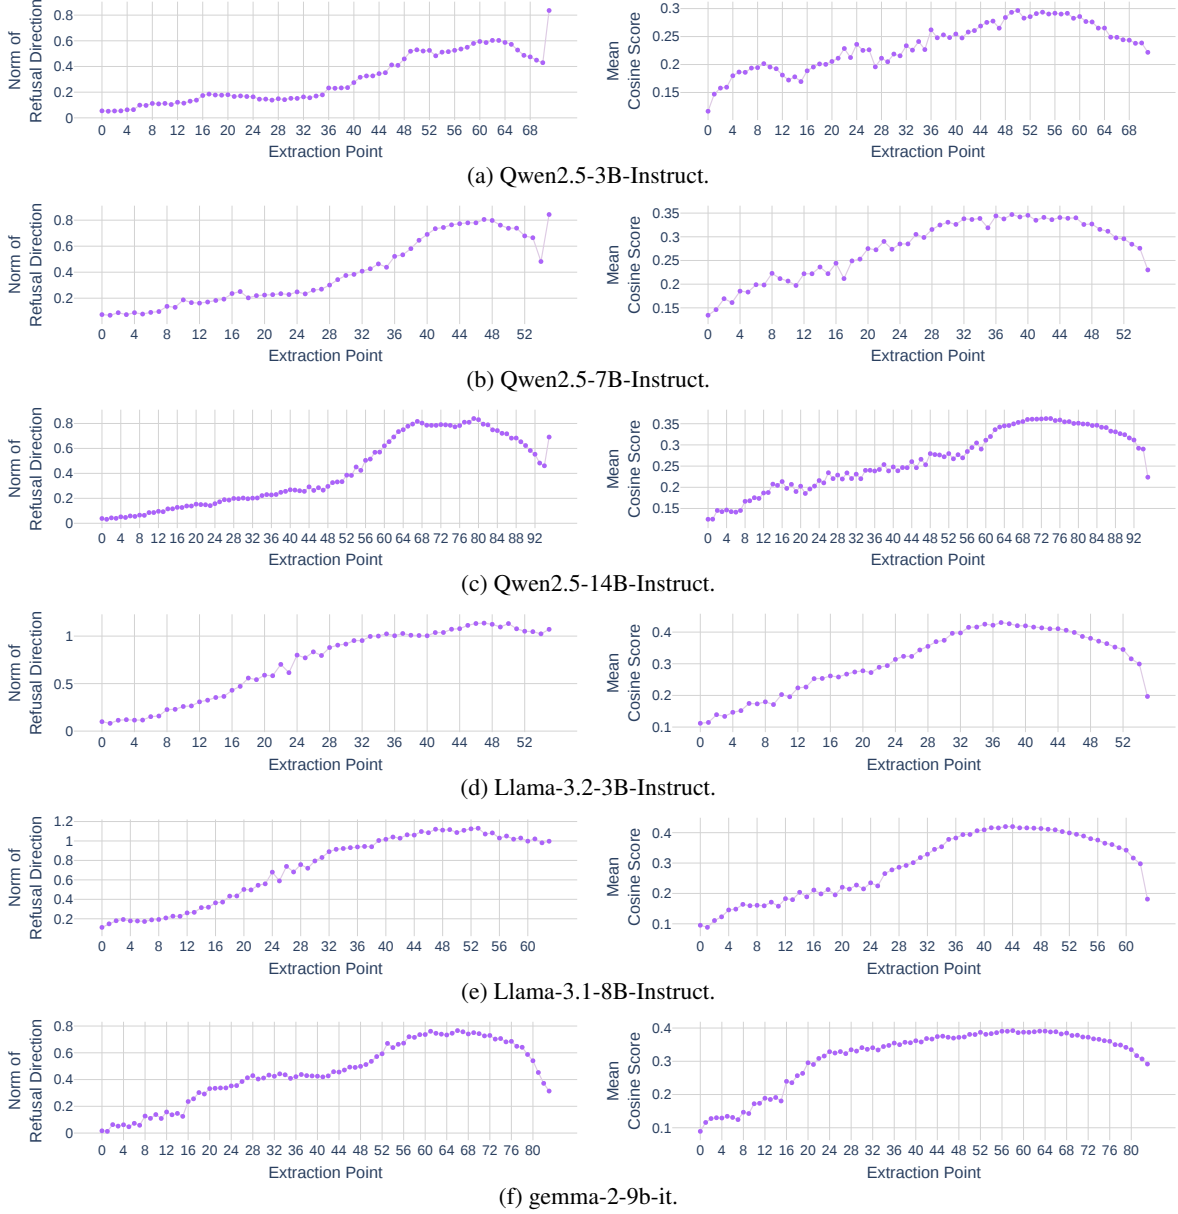 Norm of
Refusal Direction
0.8
0.6
0.4
0.2
0
0 4 8 12 16 20 24 28 32 36 40 44 48 52 56 60 64 68
Extraction Point
Mean
Cosine Score
0.3
0.25
0.2
0.15
0 4 8 12 16 20 24 28 32 36 40 44 48 52 56 60 64 68
Extraction Point
(a) Qwen2.5-3B-Instruct.
Norm of
Refusal Direction
0.8
0.6
0.4
0.2
0 4 8 12 16 20 24 28 32 36 40 44 48 52
Extraction Point
Mean
Cosine Score
0.35
0.3
0.25
0.2
0.15
0 4 8 12 16 20 24 28 32 36 40 44 48 52
Extraction Point
(b) Qwen2.5-7B-Instruct.
Norm of
Refusal Direction
0.8
0.6
0.4
0.2
0
0 4 8 12 16 20 24 28 32 36 40 44 48 52 56 60 64 68 72 76 80 84 88 92
Extraction Point
Mean
Cosine Score
0.35
0.3
0.25
0.2
0.15
0 4 8 12 16 20 24 28 32 36 40 44 48 52 56 60 64 68 72 76 80 84 88 92
Extraction Point
(c) Qwen2.5-14B-Instruct.
Norm of
Refusal Direction
1
0.5
0
0 4 8 12 16 20 24 28 32 36 40 44 48 52
Extraction Point
Mean
Cosine Score
0.4
0.3
0.2
0.1
0 4 8 12 16 20 24 28 32 36 40 44 48 52
Extraction Point
(d) Llama-3.2-3B-Instruct.
Norm of
Refusal Direction
1.2
1
0.8
0.6
0.4
0.2
0 4 8 12 16 20 24 28 32 36 40 44 48 52 56 60
Extraction Point
Mean
Cosine Score
0.4
0.3
0.2
0.1
0 4 8 12 16 20 24 28 32 36 40 44 48 52 56 60
Extraction Point
(e) Llama-3.1-8B-Instruct.
Norm of
Refusal Direction
0.8
0.6
0.4
0.2
0
0 4 8 12 16 20 24 28 32 36 40 44 48 52 56 60 64 68 72 76 80
Extraction Point
Mean
Cosine Score
0.4
0.3
0.2
0.1
0 4 8 12 16 20 24 28 32 36 40 44 48 52 56 60 64 68 72 76 80
Extraction Point
(f) gemma-2-9b-it.